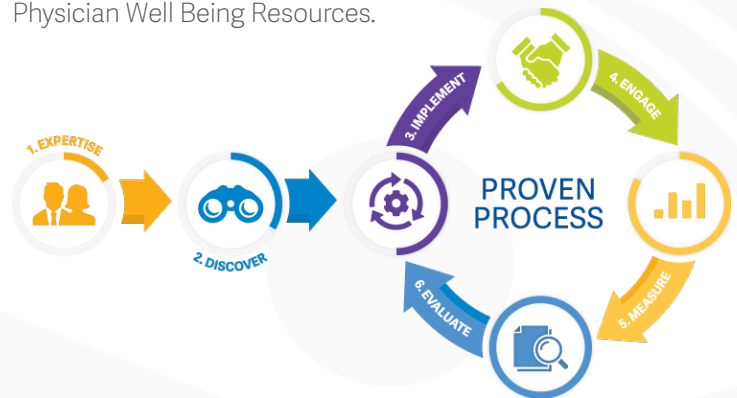 Physician Well Being Resources.
1. EXPERTISE
2. DISCOVER
3. IMPLEMENT
4. ENGAGE
PROVEN
PROCESS
5. MEASURE
6. EVALUATE